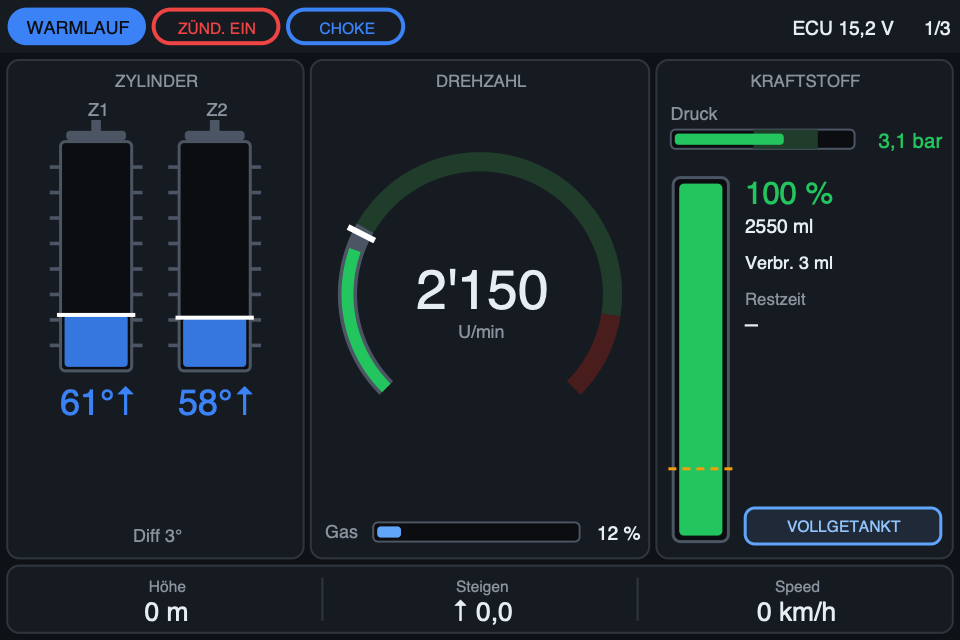 WARMLAUF ZÜND. EIN CHOKE ECU 15,2 V 1/3
ZYLINDER
Z1 Z2
61°↑ 58°↑
Diff 3°
DREHZAHL
2'150
U/min
Gas 12 %
KRAFTSTOFF
Druck
3,1 bar
100 %
2550 ml
Verbr. 3 ml
Restzeit
–
VOLLGETANKT
Höhe
0 m
Steigen
↑ 0,0
Speed
0 km/h